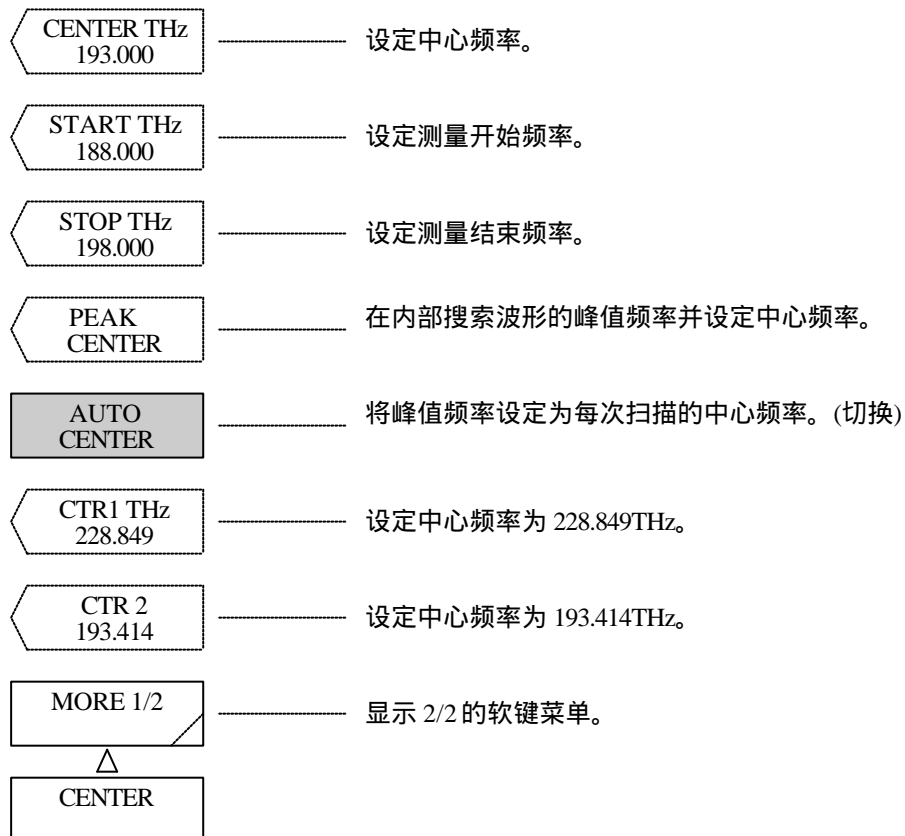 CENTER THz
193.000
设定中心频率。
START THz
188.000
设定测量开始频率。
STOP THz
198.000
设定测量结束频率。
PEAK
CENTER
在内部搜索波形的峰值频率并设定中心频率。
AUTO
CENTER
将峰值频率设定为每次扫描的中心频率。(切换)
CTR1 THz
228.849
设定中心频率为 228.849THz。
CTR 2
193.414
设定中心频率为 193.414THz。
MORE 1/2
显示 2/2 的软键菜单。
CENTER